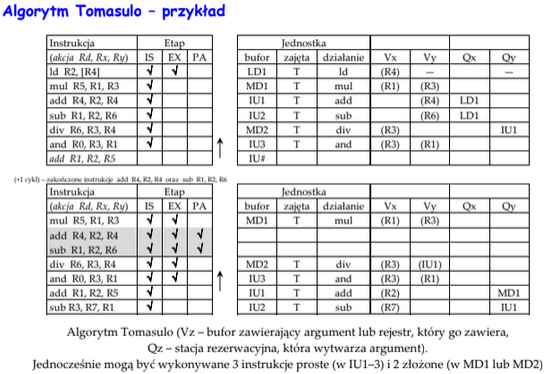 Algorytm Tomasulo – przykład
Instrukcja Etap Jednostka
(akcja Rd, Rx, Ry) IS EX PA bufor zajęta działanie Vx Vy Qx Qy
ld R2, [R4] √ √ LD1 T ld (R4) — —
mul R5, R1, R3 √ MD1 T mul (R1) (R3)
add R4, R2, R4 √ IU1 T add (R4) LD1
sub R1, R2, R6 √ IU2 T sub (R6) LD1
div R6, R3, R4 √ MD2 T div (R3) IU1
and R0, R3, R1 √ IU3 T and (R3) (R1)
add R1, R2, R5 IU#
(+1 cykl) – zakończone instrukcje add R4, R2, R4 oraz sub R1, R2, R6
Instrukcja Etap Jednostka
(akcja Rd, Rx, Ry) IS EX PA bufor zajęta działanie Vx Vy Qx Qy
mul R5, R1, R3 √ √ MD1 T mul (R1) (R3)
add R4, R2, R4 √ √ √
sub R1, R2, R6 √ √ √
div R6, R3, R4 √ √ MD2 T div (R3) (IU1)
and R0, R3, R1 √ √ IU3 T and (R3) (R1)
add R1, R2, R5 √ IU1 T add (R2) MD1
sub R3, R7, R1 √ IU2 T sub (R7) IU1
Algorytm Tomasulo (Vz – bufor zawierający argument lub rejestr, który go zawiera,
Qz – stacja rezerwacyjna, która wytwarza argument).
Jednocześnie mogą być wykonywane 3 instrukcje proste (w IU1–3) i 2 złożone (w MD1 lub MD2)